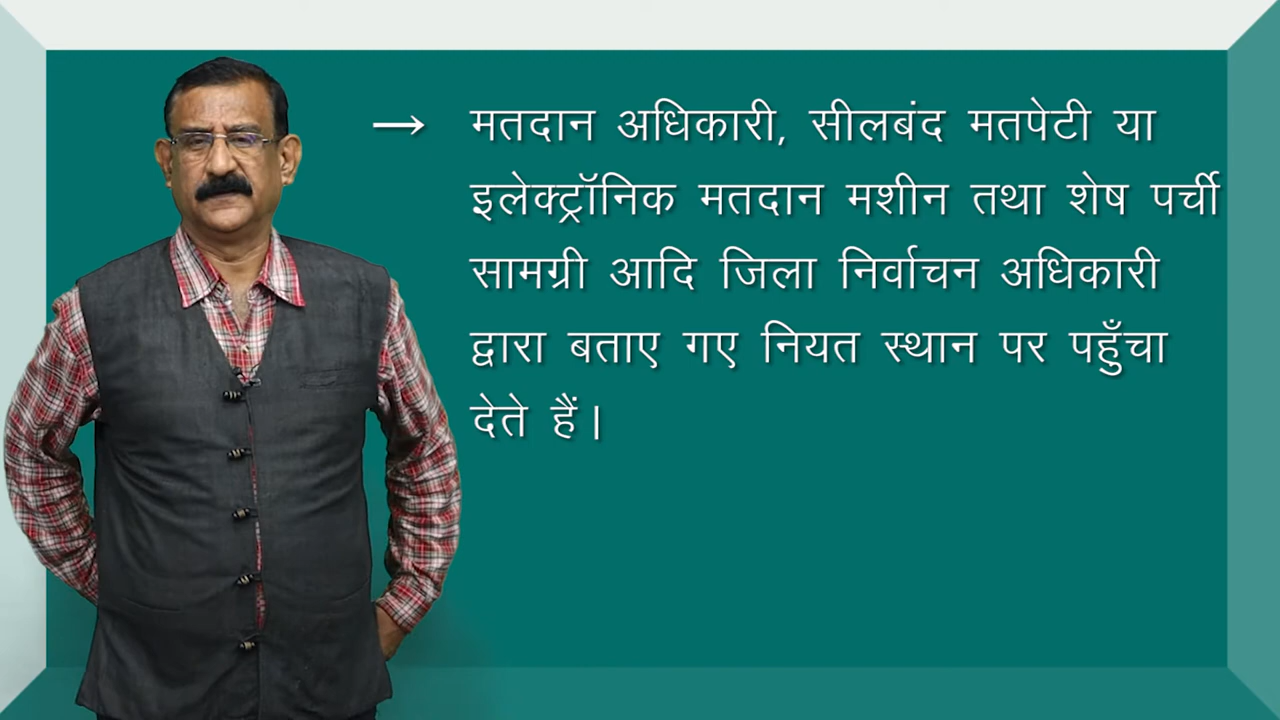 → मतदान अधिकारी, सीलबंद मतपेटी या
इलेक्ट्रॉनिक मतदान मशीन तथा शेष पर्ची
सामग्री आदि जिला निर्वाचन अधिकारी
द्वारा बताए गए नियत स्थान पर पहुँचा
देते हैं।